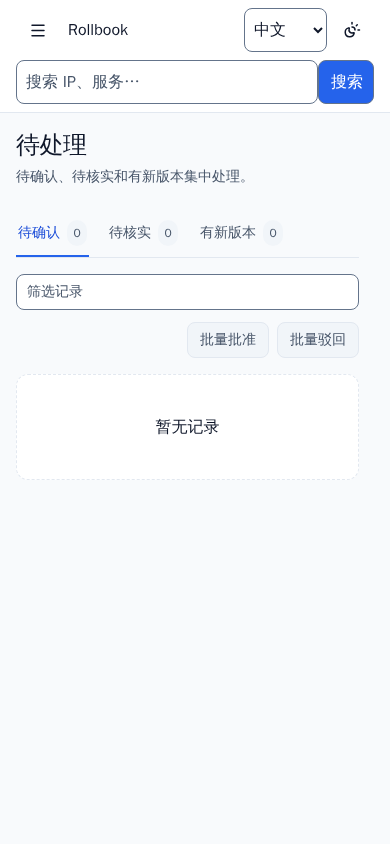 Rollbook
中文
搜索 IP、服务…
搜索
待处理
待确认、待核实和有新版本集中处理。
待确认 0 待核实 0 有新版本 0
筛选记录
批量批准 批量驳回
暂无记录